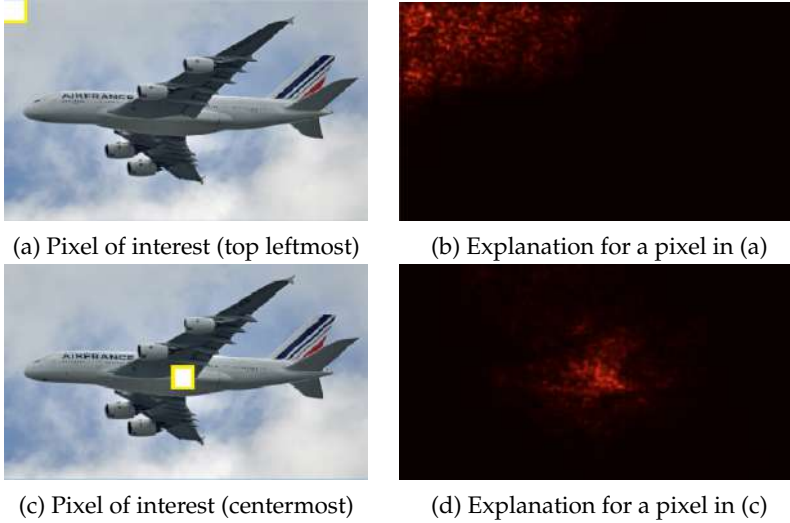 AIRFRANCE
(a) Pixel of interest (top leftmost)
(b) Explanation for a pixel in (a)
AIRFRANCE
(c) Pixel of interest (centermost)
(d) Explanation for a pixel in (c)